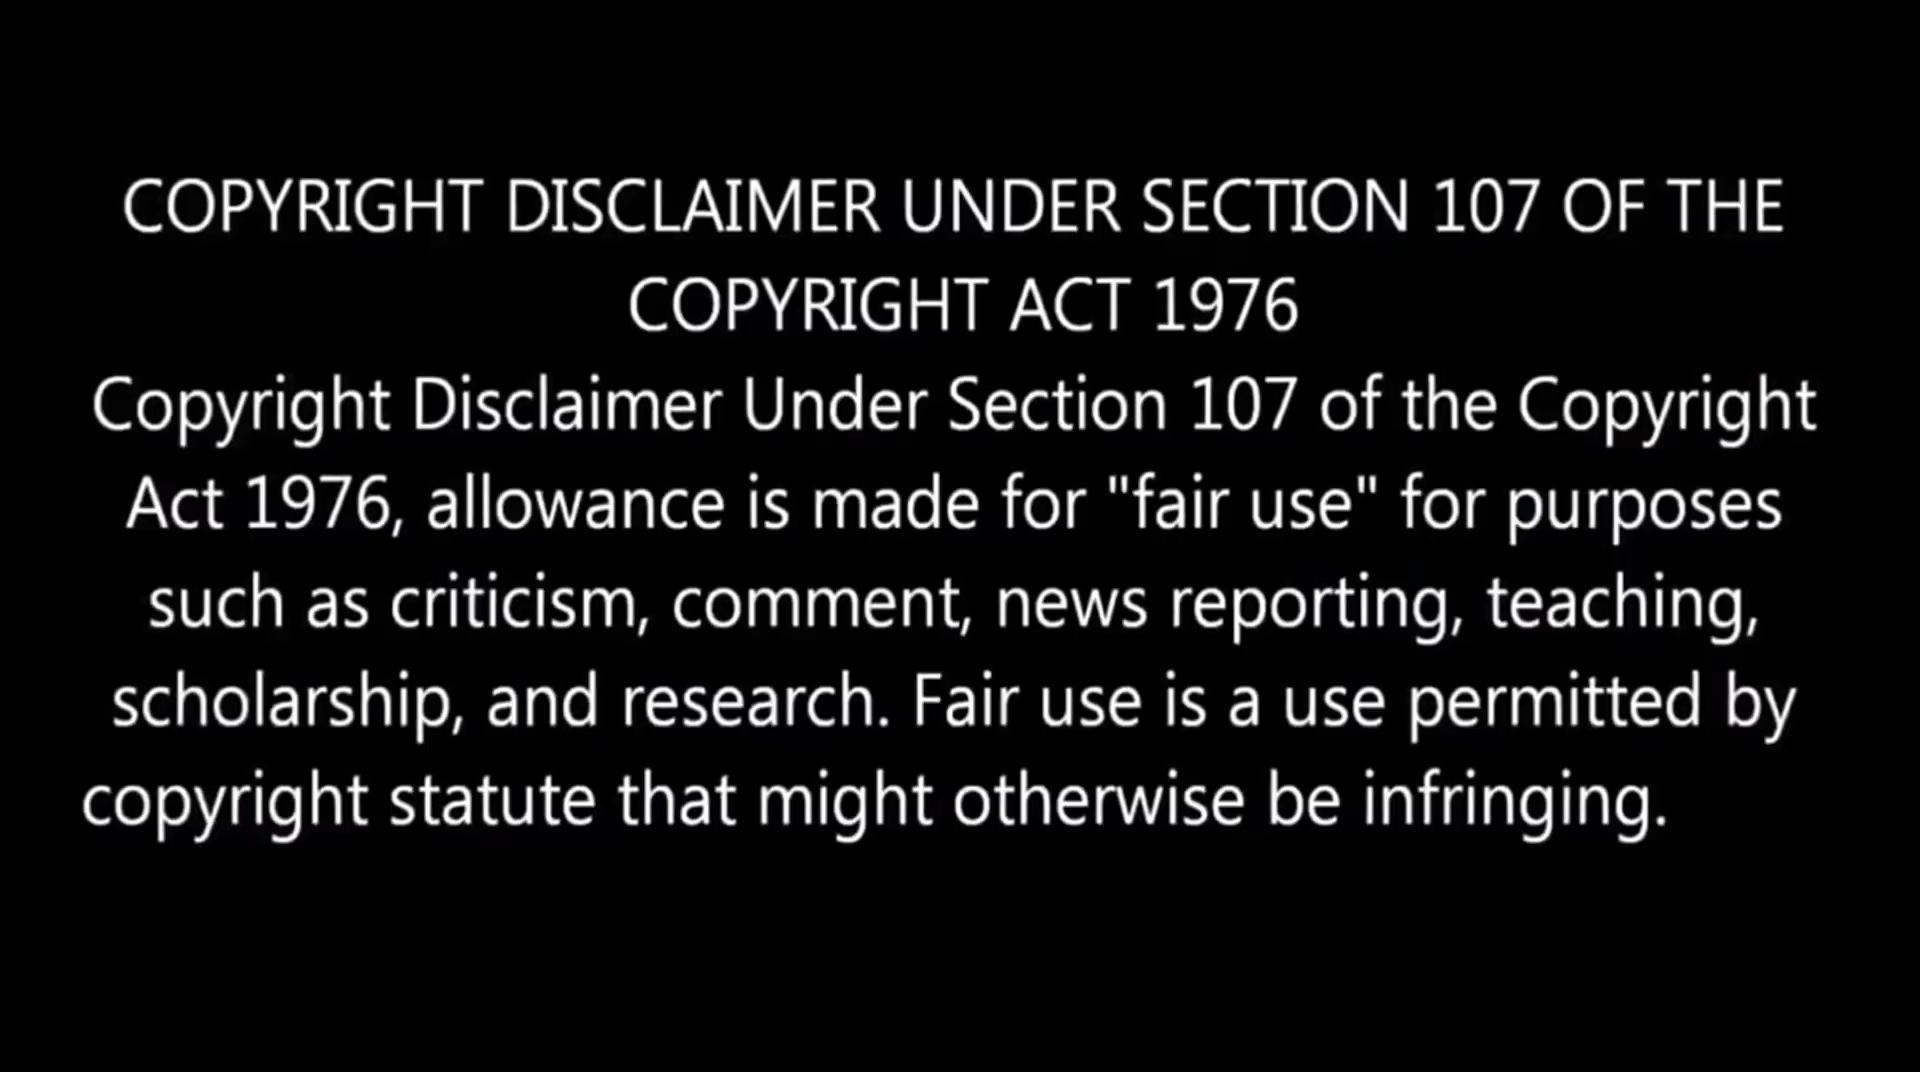 COPYRIGHT DISCLAIMER UNDER SECTION 107 OF THE
COPYRIGHT ACT 1976
Copyright Disclaimer Under Section 107 of the Copyright
Act 1976, allowance is made for "fair use" for purposes
such as criticism, comment, news reporting, teaching,
scholarship, and research. Fair use is a use permitted by
copyright statute that might otherwise be infringing.